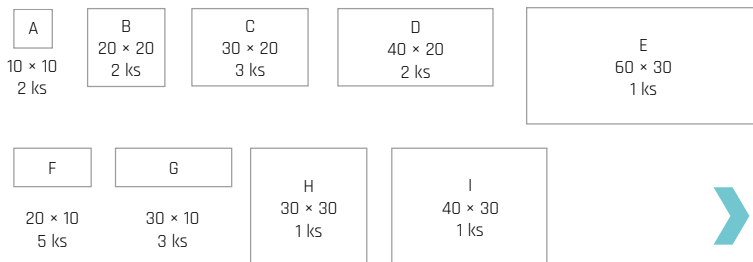 A
10 × 10
2 ks
B
20 × 20
2 ks
C
30 × 20
3 ks
D
40 × 20
2 ks
E
60 × 30
1 ks
F
20 × 10
5 ks
G
30 × 10
3 ks
H
30 × 30
1 ks
I
40 × 30
1 ks